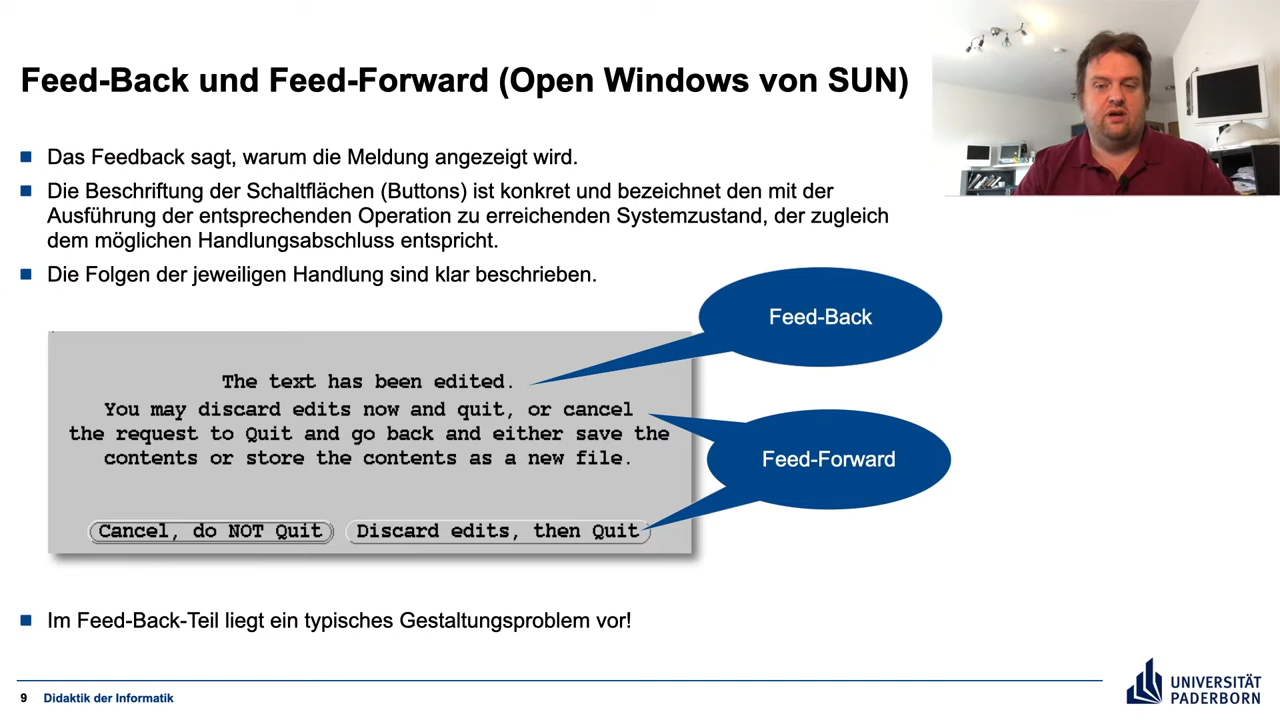 Feed-Back und Feed-Forward (Open Windows von SUN)
Das Feedback sagt, warum die Meldung angezeigt wird.
Die Beschriftung der Schaltflächen (Buttons) ist konkret und bezeichnet den mit der
Ausführung der entsprechenden Operation zu erreichenden Systemzustand, der zugleich
dem möglichen Handlungsabschluss entspricht.
Die Folgen der jeweiligen Handlung sind klar beschrieben.
Feed-Back
The text has been edited.
You may discard edits now and quit, or cancel
the request to Quit and go back and either save the
contents or store the contents as a new file.
Feed-Forward
Cancel, do NOT Quit
Discard edits, then Quit
Im Feed-Back-Teil liegt ein typisches Gestaltungsproblem vor!
9 Didaktik der Informatik
UNIVERSITÄT
PADERBORN